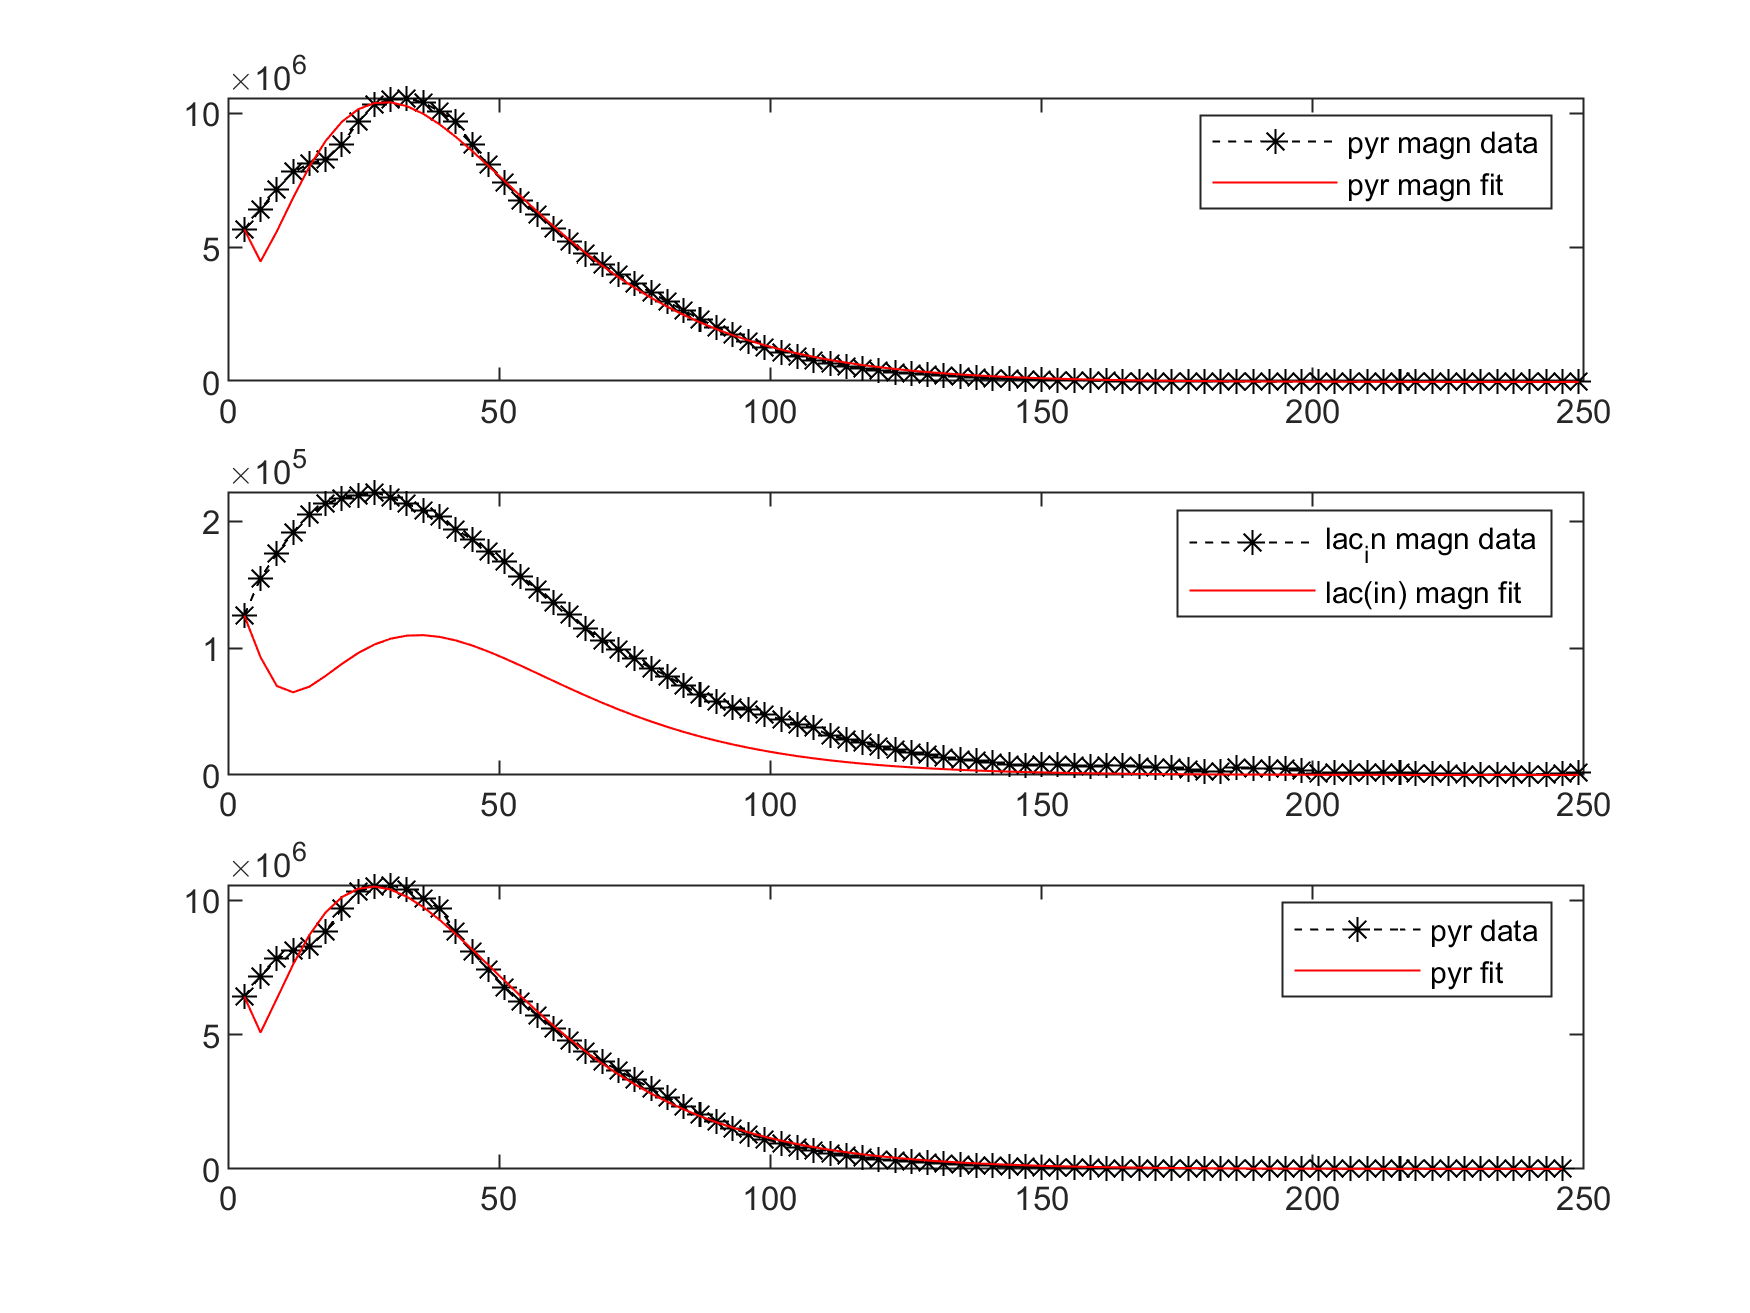 ×10^6
10
5
0
0 50 100 150 200 250
pyr magn data
pyr magn fit
×10^5
2
1
0
0 50 100 150 200 250
lac_in magn data
lac(in) magn fit
×10^6
10
5
0
0 50 100 150 200 250
pyr data
pyr fit